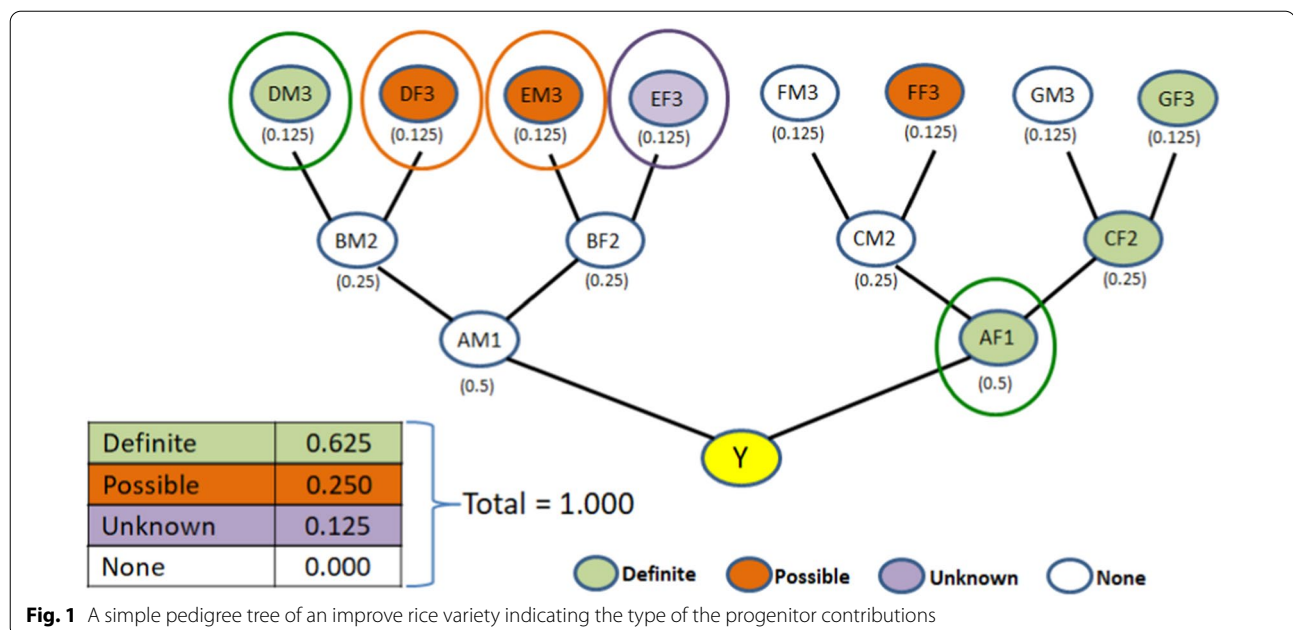 DM3 DF3 EM3 EF3 FM3 FF3 GM3 GF3
(0.125) (0.125) (0.125) (0.125) (0.125) (0.125) (0.125) (0.125)
BM2 BF2 CM2 CF2
(0.25) (0.25) (0.25) (0.25)
AM1 AF1
(0.5) (0.5)
Y
Definite 0.625
Possible 0.250
Unknown 0.125
None 0.000
Total = 1.000
Definite Possible Unknown None
Fig. 1 A simple pedigree tree of an improve rice variety indicating the type of the progenitor contributions